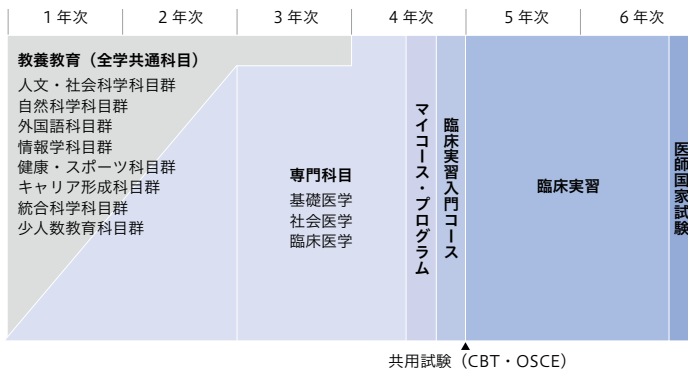 1 年次
2 年次
3 年次
4 年次
5 年次
6 年次
教養教育（全学共通科目）
人文・社会科学科目群
自然科学科目群
外国語科目群
情報学科目群
健康・スポーツ科目群
キャリア形成科目群
統合科学科目群
少人数教育科目群
専門科目
基礎医学
社会医学
臨床医学
マイコース・プログラム
臨床実習入門コース
臨床実習
医師国家試験
共用試験（CBT・OSCE）